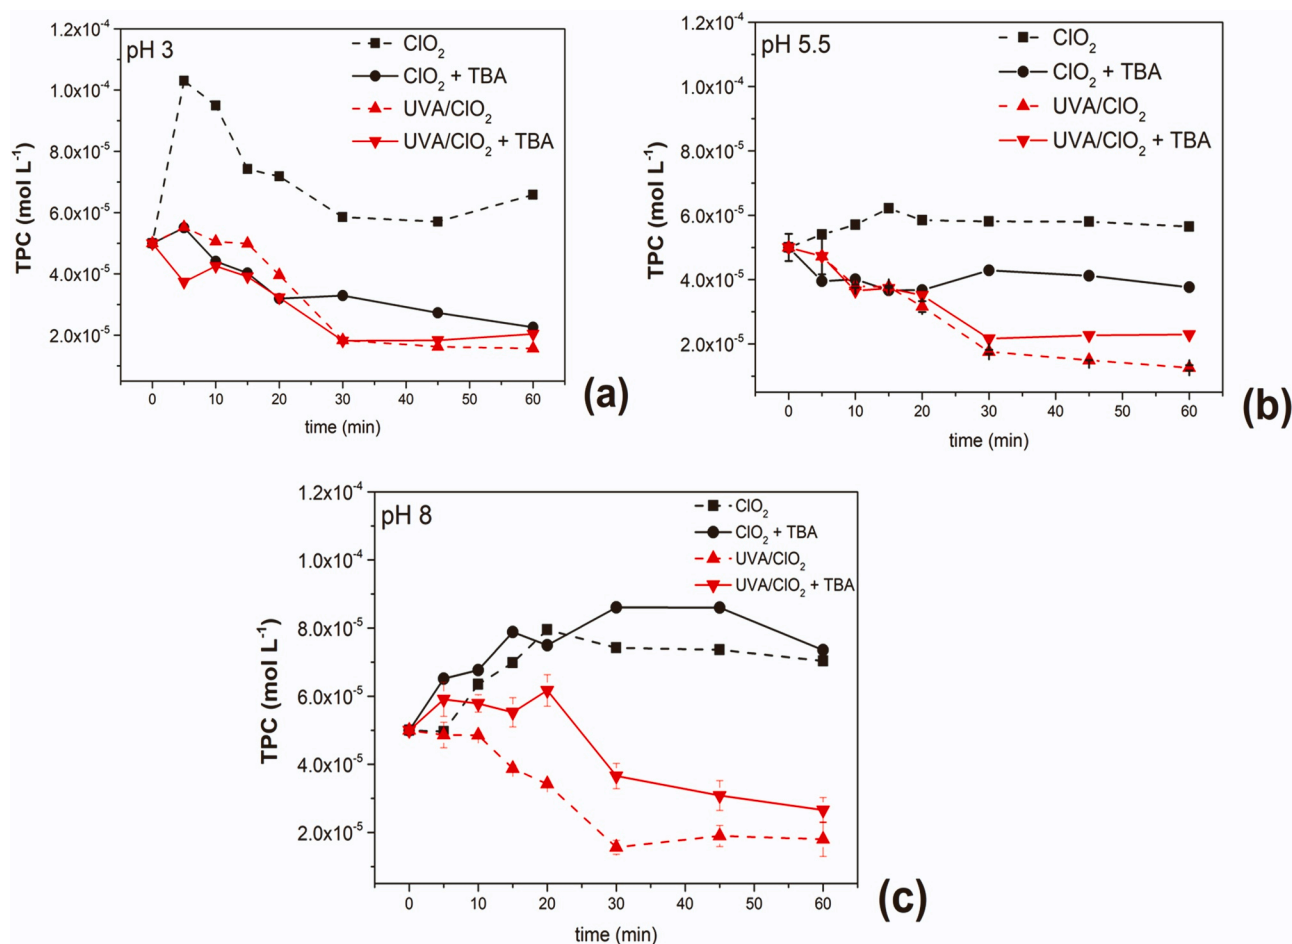 pH 3
ClO₂
ClO₂ + TBA
UVA/ClO₂
UVA/ClO₂ + TBA
1.2x10⁻⁴
1.0x10⁻⁴
8.0x10⁻⁵
6.0x10⁻⁵
4.0x10⁻⁵
2.0x10⁻⁵
TPC (mol L⁻¹)
0 10 20 30 40 50 60
time (min)
(a)
pH 5.5
ClO₂
ClO₂ + TBA
UVA/ClO₂
UVA/ClO₂ + TBA
1.2x10⁻⁴
1.0x10⁻⁴
8.0x10⁻⁵
6.0x10⁻⁵
4.0x10⁻⁵
2.0x10⁻⁵
TPC (mol L⁻¹)
0 10 20 30 40 50 60
time (min)
(b)
pH 8
ClO₂
ClO₂ + TBA
UVA/ClO₂
UVA/ClO₂ + TBA
1.2x10⁻⁴
1.0x10⁻⁴
8.0x10⁻⁵
6.0x10⁻⁵
4.0x10⁻⁵
2.0x10⁻⁵
TPC (mol L⁻¹)
0 10 20 30 40 50 60
time (min)
(c)